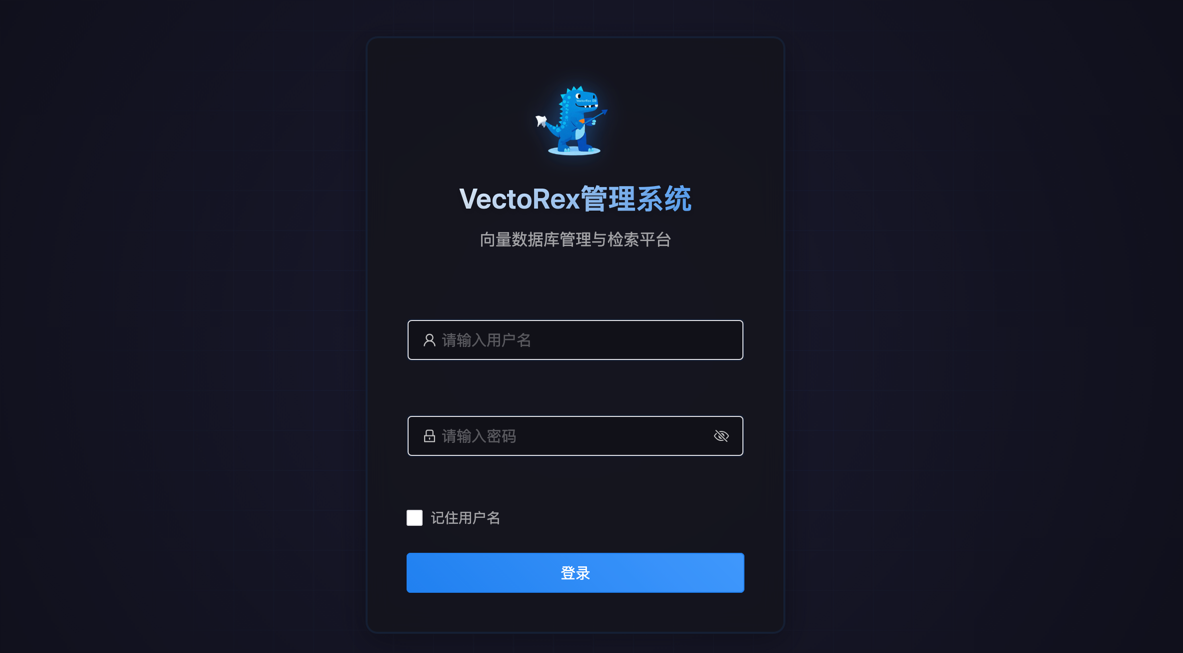 VectoRex管理系统
向量数据库管理与检索平台
请输入用户名
请输入密码
记住用户名
登录